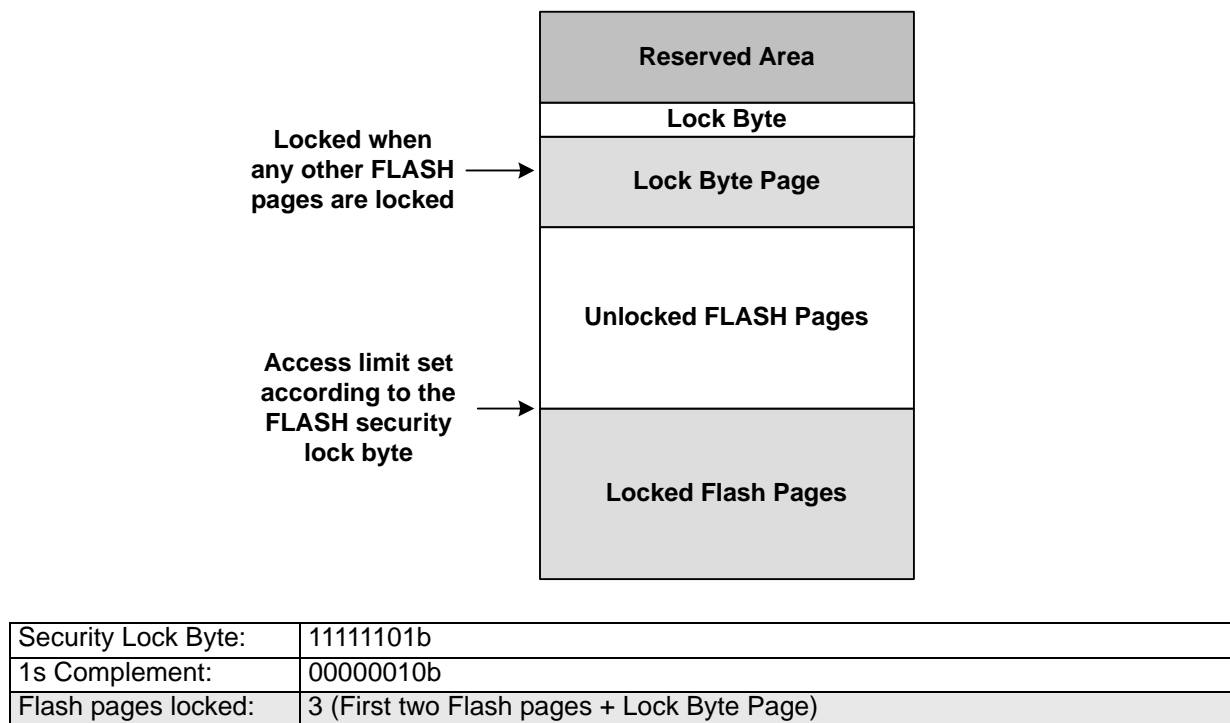 Reserved Area
Lock Byte
Locked when
any other FLASH
pages are locked
Lock Byte Page
Unlocked FLASH Pages
Access limit set
according to the
FLASH security
lock byte
Locked Flash Pages
Security Lock Byte: 11111101b
1s Complement: 00000010b
Flash pages locked: 3 (First two Flash pages + Lock Byte Page)